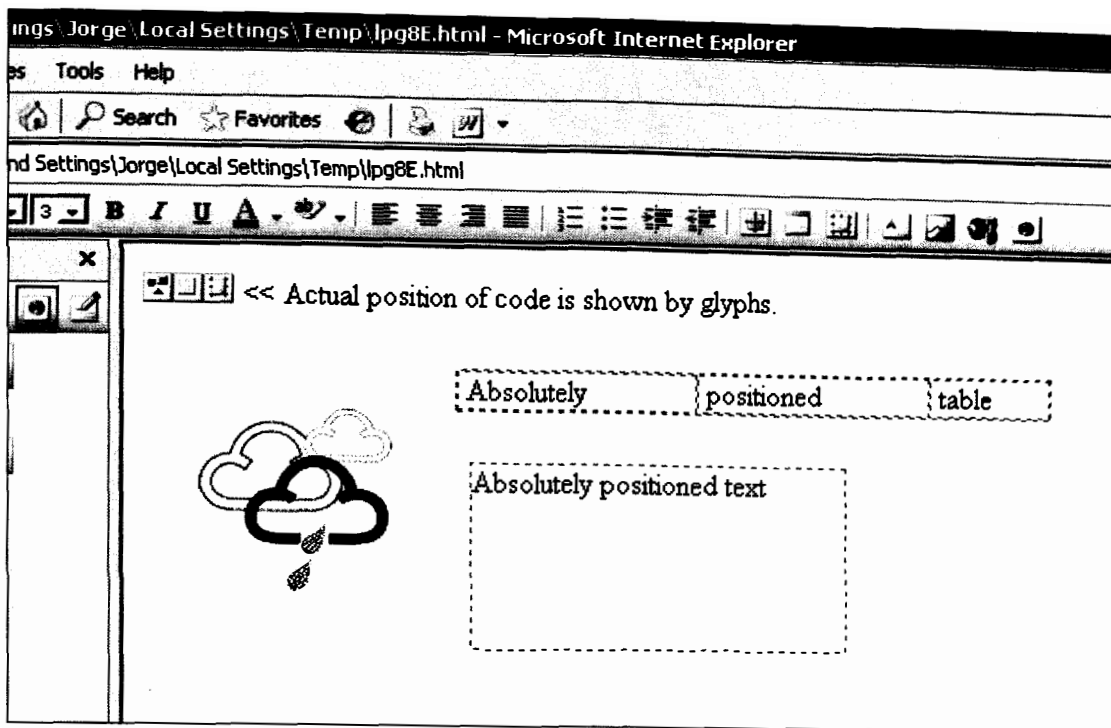 ings\Jorge\Local Settings\Temp\lpg8E.html - Microsoft Internet Explorer
es Tools Help
Search Favorites
nd Settings\Jorge\Local Settings\Temp\lpg8E.html
3 B I U A
<< Actual position of code is shown by glyphs.
Absolutely positioned table
Absolutely positioned text